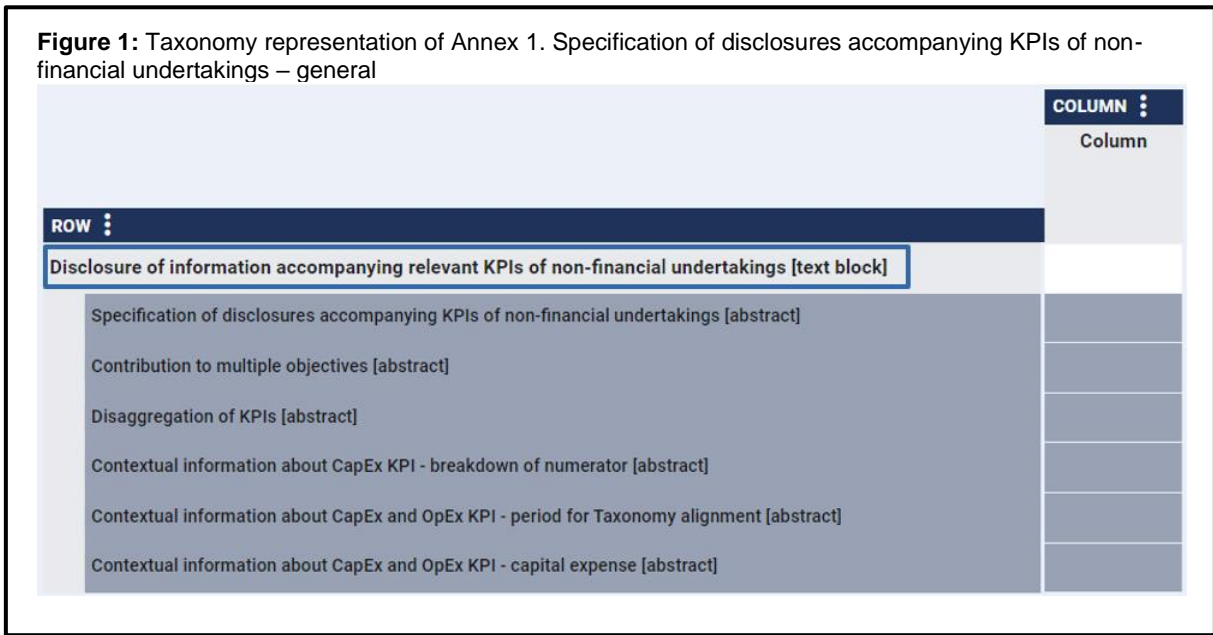 Figure 1: Taxonomy representation of Annex 1. Specification of disclosures accompanying KPIs of non-
financial undertakings – general
COLUMN
Column
ROW
Disclosure of information accompanying relevant KPIs of non-financial undertakings [text block]
Specification of disclosures accompanying KPIs of non-financial undertakings [abstract]
Contribution to multiple objectives [abstract]
Disaggregation of KPIs [abstract]
Contextual information about CapEx KPI - breakdown of numerator [abstract]
Contextual information about CapEx and OpEx KPI - period for Taxonomy alignment [abstract]
Contextual information about CapEx and OpEx KPI - capital expense [abstract]